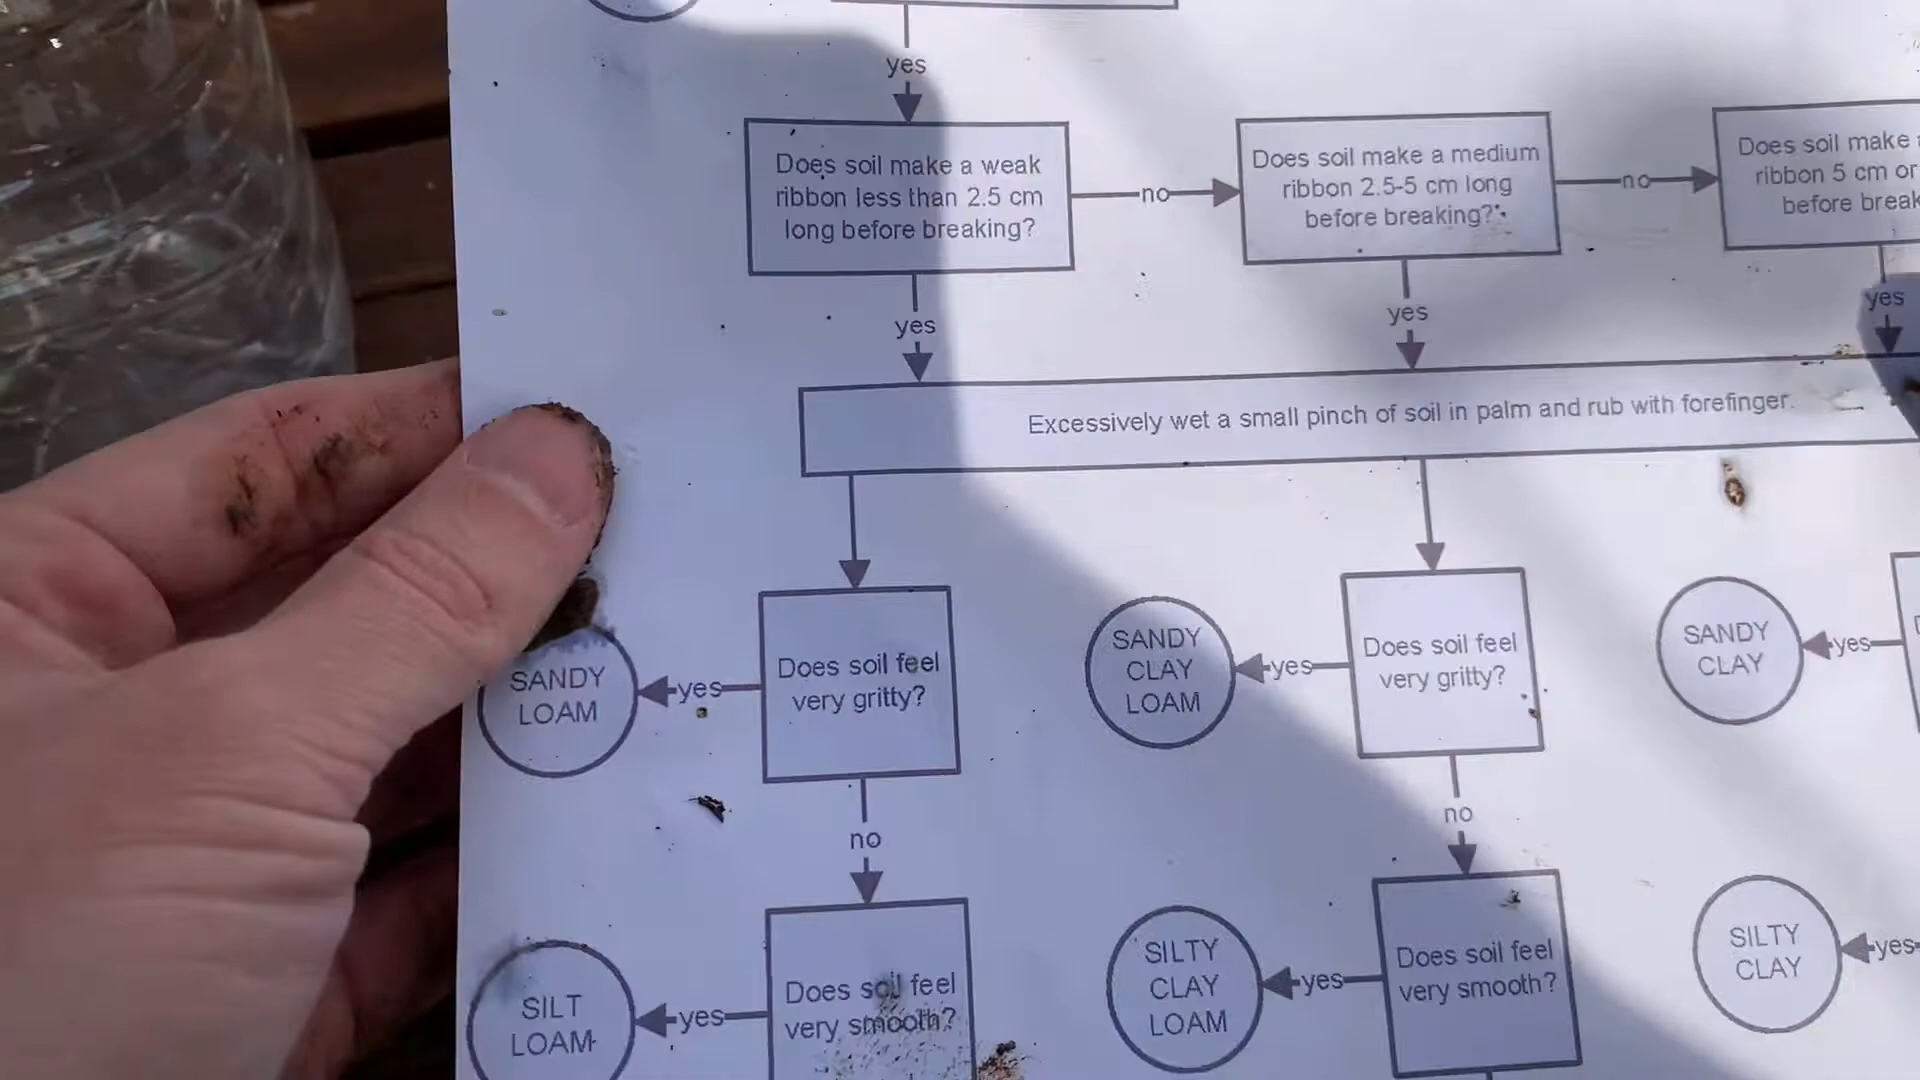 yes
Does soil make a weak
ribbon less than 2.5 cm
long before breaking?
no
Does soil make a medium
ribbon 2.5-5 cm long
before breaking?
no
Does soil make
ribbon 5 cm or
before break
yes
yes
yes
Excessively wet a small pinch of soil in palm and rub with forefinger.
SANDY
LOAM
yes
Does soil feel
very gritty?
SANDY
CLAY
LOAM
yes
Does soil feel
very gritty?
SANDY
CLAY
yes
no
no
SILT
LOAM
yes
Does soil feel
very smooth?
SILTY
CLAY
LOAM
yes
Does soil feel
very smooth?
SILTY
CLAY
yes